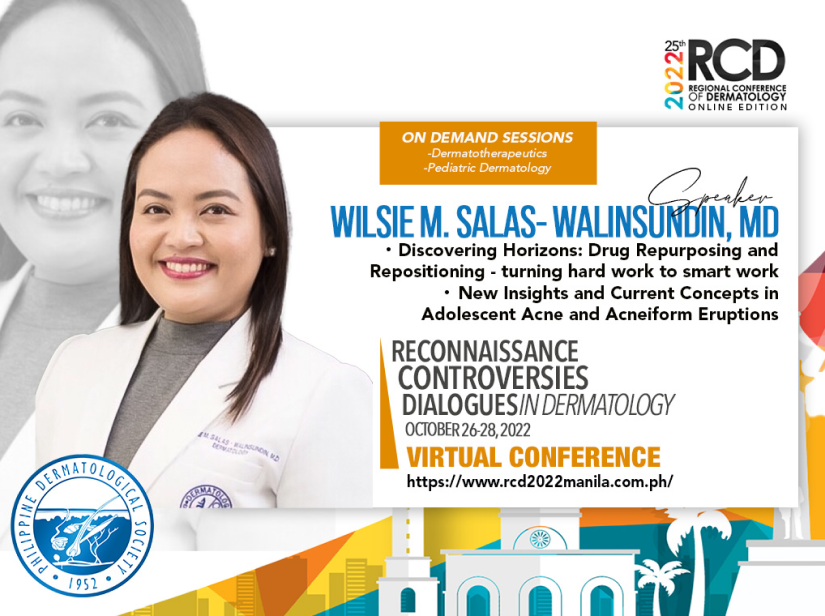 25th
2022
RCD
REGIONAL CONFERENCE
OF DERMATOLOGY
ONLINE EDITION
ON DEMAND SESSIONS
-Dermatotherapeutics
-Pediatric Dermatology
Speaker
WILSIE M. SALAS- WALINSUNDIN, MD
• Discovering Horizons: Drug Repurposing and
Repositioning - turning hard work to smart work
• New Insights and Current Concepts in
Adolescent Acne and Acneiform Eruptions
RECONNAISSANCE
CONTROVERSIES
DIALOGUES IN DERMATOLOGY
OCTOBER 26-28, 2022
VIRTUAL CONFERENCE
https://www.rcd2022manila.com.ph/
M. SALAS - WALINSUNDIN, M.D
DERMATOLOGY
PHILIPPINE DERMATOLOGICAL SOCIETY
• 1952 •